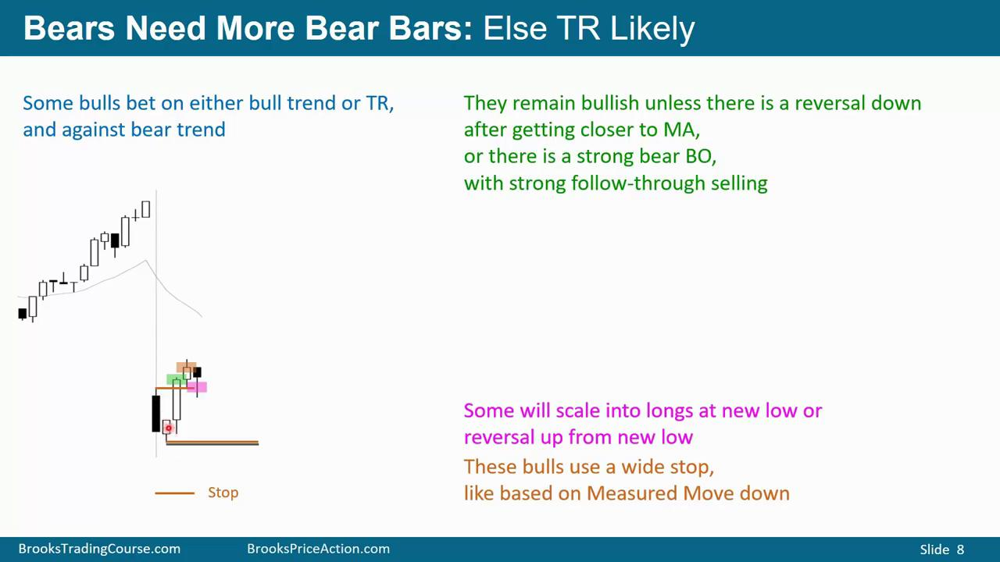 Bears Need More Bear Bars: Else TR Likely
Some bulls bet on either bull trend or TR,
and against bear trend
They remain bullish unless there is a reversal down
after getting closer to MA,
or there is a strong bear BO,
with strong follow-through selling
Some will scale into longs at new low or
reversal up from new low
These bulls use a wide stop,
like based on Measured Move down
Stop
BrooksTradingCourse.com
BrooksPriceAction.com
Slide 8